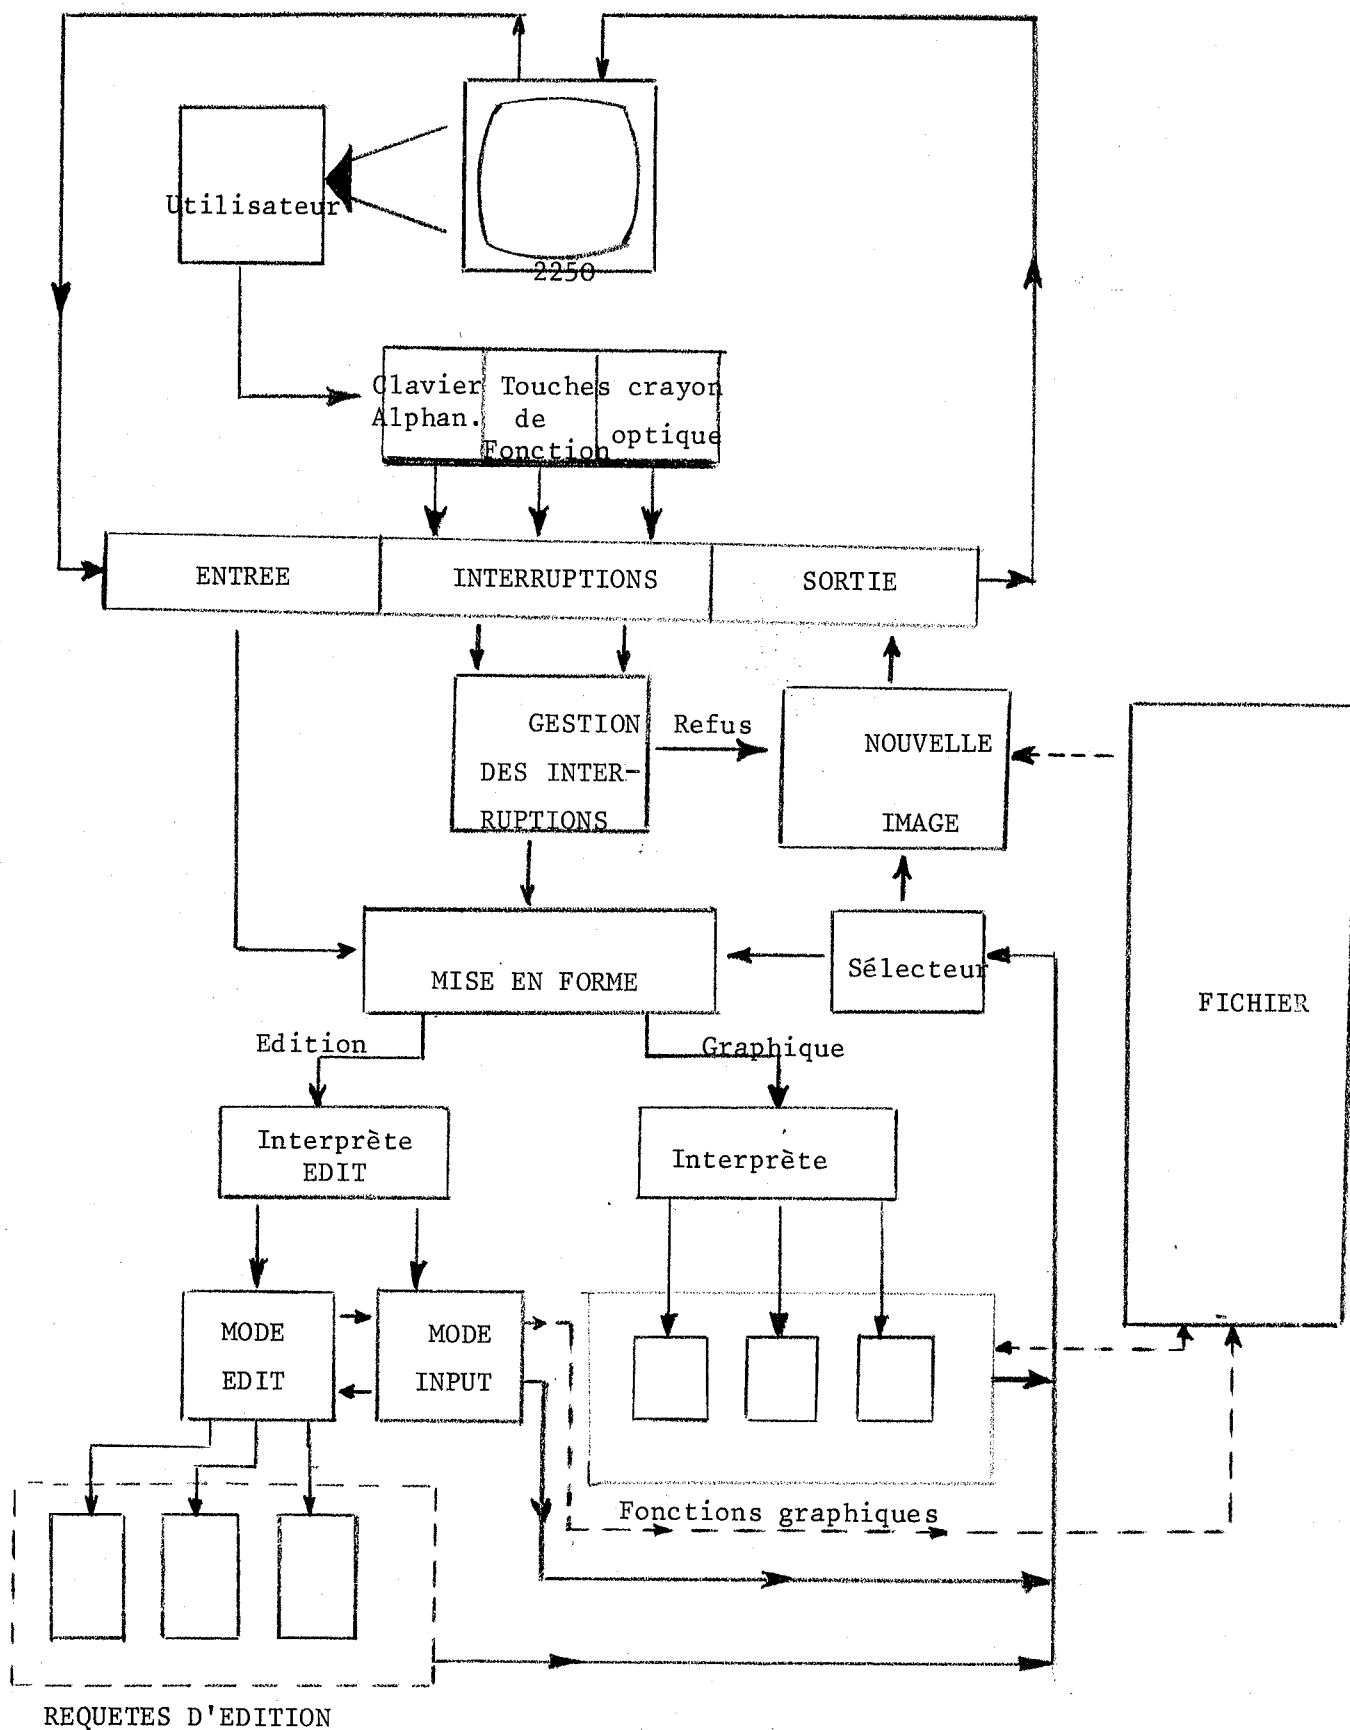 Utilisateur
2250
Clavier
Alphan.
Touches
de
Fonction
crayon
optique
ENTREE
INTERRUPTIONS
SORTIE
GESTION
DES INTER-
RUPTIONS
Refus
NOUVELLE
IMAGE
MISE EN FORME
Sélecteur
FICHIER
Edition
Graphique
Interprète
EDIT
Interprète
MODE
EDIT
MODE
INPUT
Fonctions graphiques
REQUETES D'EDITION